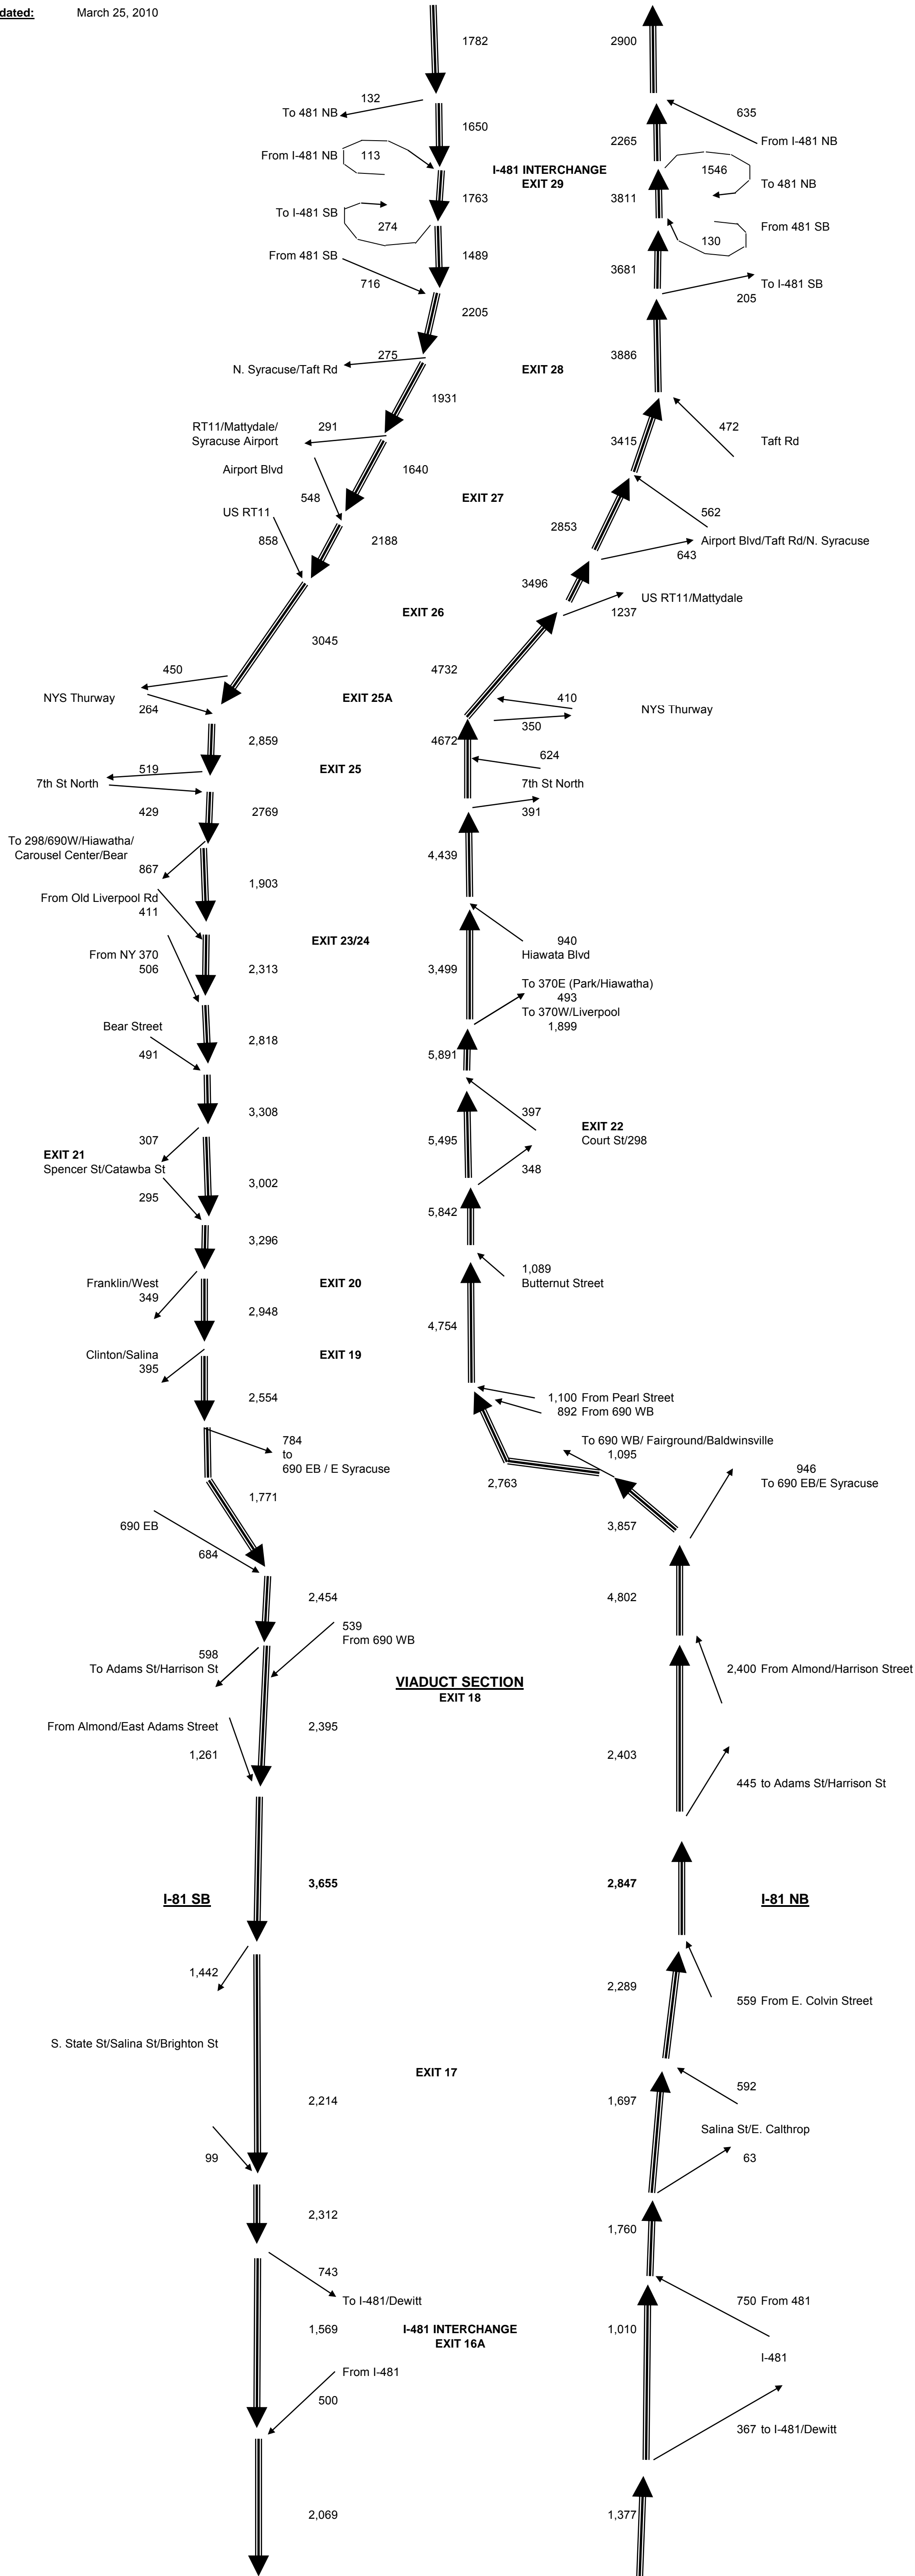 dated: March 25, 2010
1782
2900
132
To 481 NB
635
1650
2265
From I-481 NB
From I-481 NB
113
I-481 INTERCHANGE
EXIT 29
1546
To 481 NB
1763
3811
To I-481 SB
274
From 481 SB
130
From 481 SB
1489
3681
716
To I-481 SB
205
2205
275
N. Syracuse/Taft Rd
EXIT 28
3886
1931
RT11/Mattydale/
Syracuse Airport
291
472
Taft Rd
3415
Airport Blvd
1640
548
EXIT 27
US RT11
858
562
2188
2853
Airport Blvd/Taft Rd/N. Syracuse
643
3496
US RT11/Mattydale
1237
EXIT 26
3045
4732
450
NYS Thurway
264
EXIT 25A
410
350
NYS Thurway
2,859
4672
519
7th St North
EXIT 25
624
7th St North
391
429
2769
To 298/690W/Hiawatha/
Carousel Center/Bear
867
4,439
1,903
From Old Liverpool Rd
411
EXIT 23/24
940
Hiawata Blvd
From NY 370
506
2,313
3,499
To 370E (Park/Hiawatha)
493
To 370W/Liverpool
1,899
Bear Street
491
2,818
5,891
3,308
397
EXIT 22
Court St/298
5,495
348
307
EXIT 21
Spencer St/Catawba St
295
3,002
5,842
3,296
1,089
Butternut Street
Franklin/West
349
EXIT 20
2,948
4,754
Clinton/Salina
395
EXIT 19
2,554
1,100 From Pearl Street
892 From 690 WB
784
to
690 EB / E Syracuse
To 690 WB/ Fairground/Baldwinsville
1,095
946
To 690 EB/E Syracuse
2,763
1,771
690 EB
684
3,857
2,454
4,802
539
From 690 WB
598
To Adams St/Harrison St
VIADUCT SECTION
EXIT 18
2,400 From Almond/Harrison Street
From Almond/East Adams Street
1,261
2,395
2,403
445 to Adams St/Harrison St
I-81 SB
3,655
2,847
I-81 NB
1,442
2,289
559 From E. Colvin Street
S. State St/Salina St/Brighton St
EXIT 17
2,214
1,697
592
Salina St/E. Calthrop
63
99
2,312
1,760
743
To I-481/Dewitt
750 From 481
1,569
I-481 INTERCHANGE
EXIT 16A
1,010
I-481
From I-481
500
367 to I-481/Dewitt
2,069
1,377